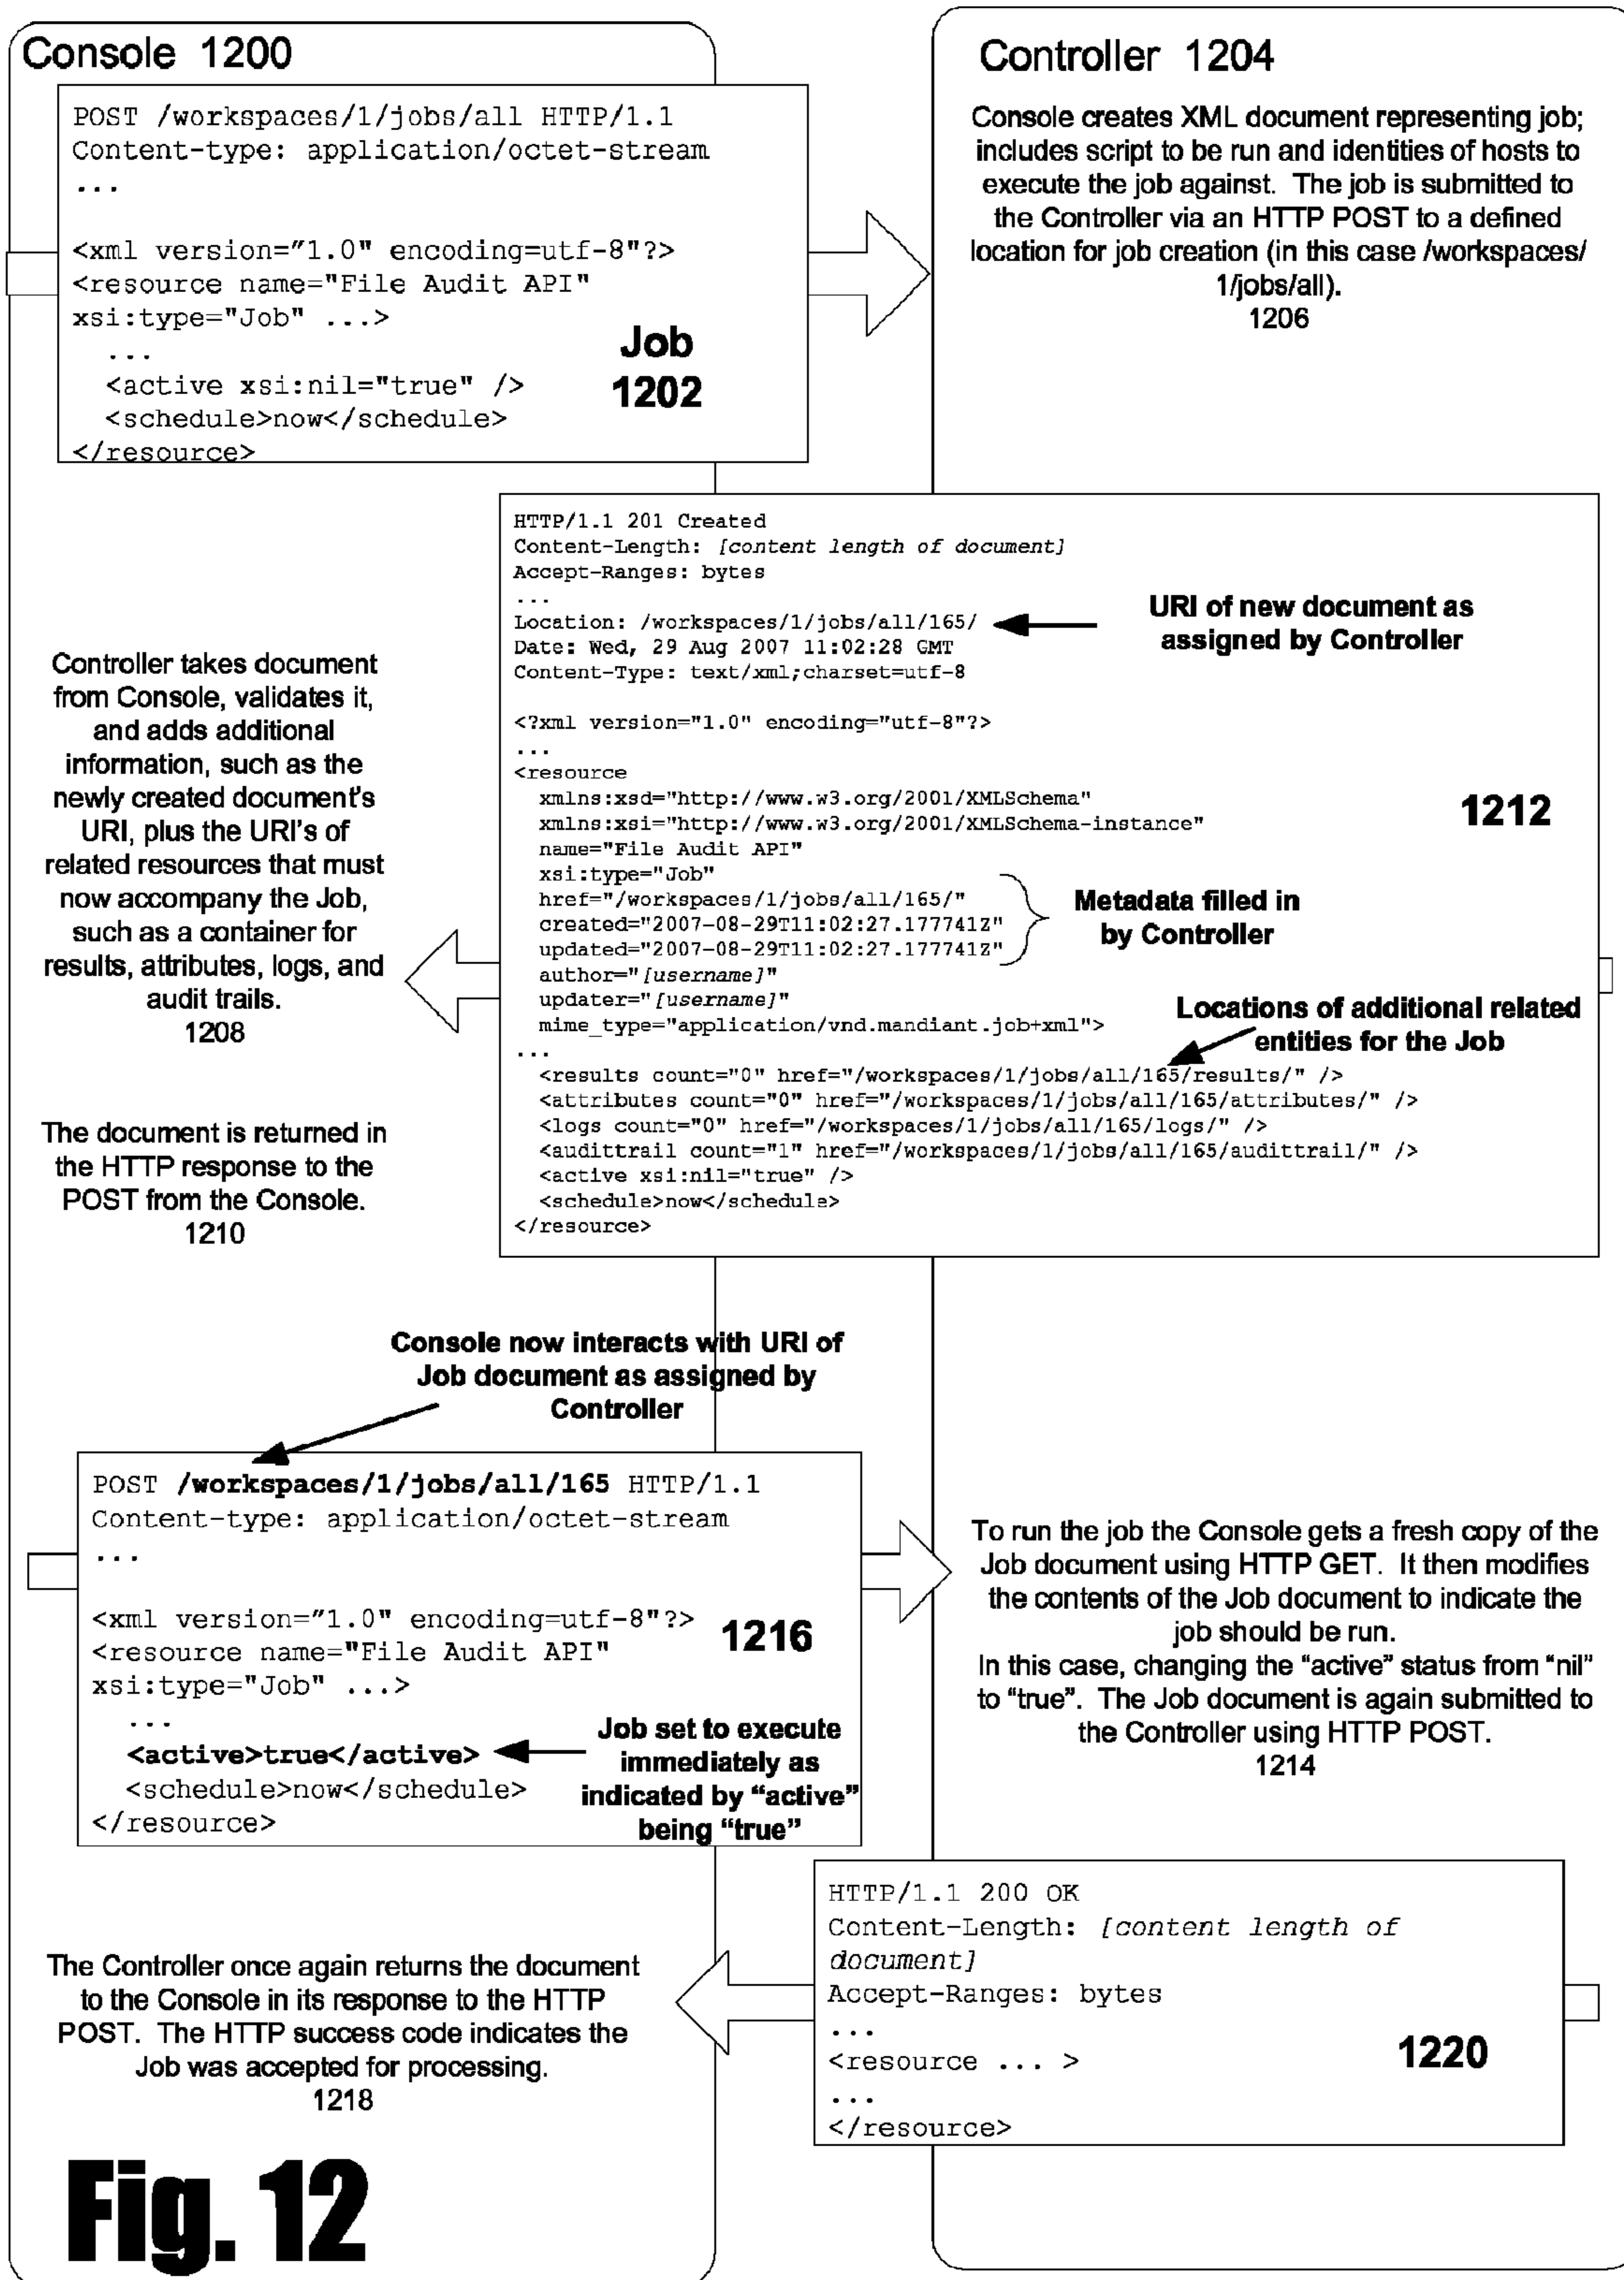 Console 1200
POST /workspaces/1/jobs/all HTTP/1.1
Content-type: application/octet-stream
...
<xml version="1.0" encoding=utf-8"?>
<resource name="File Audit API"
xsi:type="Job" ...>
...
<active xsi:nil="true" />
<schedule>now</schedule>
</resource>
Job
1202
Controller 1204
Console creates XML document representing job;
includes script to be run and identities of hosts to
execute the job against. The job is submitted to
the Controller via an HTTP POST to a defined
location for job creation (in this case /workspaces/
1/jobs/all).
1206
HTTP/1.1 201 Created
Content-Length: [content length of document]
Accept-Ranges: bytes
...
Location: /workspaces/1/jobs/all/165/
Date: Wed, 29 Aug 2007 11:02:28 GMT
Content-Type: text/xml;charset=utf-8
<?xml version="1.0" encoding="utf-8"?>
...
<resource
xmlns:xsd="http://www.w3.org/2001/XMLSchema"
xmlns:xsi="http://www.w3.org/2001/XMLSchema-instance"
name="File Audit API"
xsi:type="Job"
href="/workspaces/1/jobs/all/165/"
created="2007-08-29T11:02:27.177741Z"
updated="2007-08-29T11:02:27.177741Z"
author="[username]"
updater="[username]"
mime_type="application/vnd.mandiant.job+xml">
...
<results count="0" href="/workspaces/1/jobs/all/165/results/" />
<attributes count="0" href="/workspaces/1/jobs/all/165/attributes/" />
<logs count="0" href="/workspaces/1/jobs/all/165/logs/" />
<audittrail count="1" href="/workspaces/1/jobs/all/165/audittrail/" />
<active xsi:nil="true" />
<schedule>now</schedule>
</resource>
URI of new document as
assigned by Controller
1212
Metadata filled in
by Controller
Locations of additional related
entities for the Job
Controller takes document
from Console, validates it,
and adds additional
information, such as the
newly created document's
URI, plus the URI's of
related resources that must
now accompany the Job,
such as a container for
results, attributes, logs, and
audit trails.
1208
The document is returned in
the HTTP response to the
POST from the Console.
1210
Console now interacts with URI of
Job document as assigned by
Controller
POST /workspaces/1/jobs/all/165 HTTP/1.1
Content-type: application/octet-stream
...
<xml version="1.0" encoding=utf-8"?>
<resource name="File Audit API"
xsi:type="Job" ...>
...
<active>true</active>
<schedule>now</schedule>
</resource>
1216
Job set to execute
immediately as
indicated by “active”
being “true”
To run the job the Console gets a fresh copy of the
Job document using HTTP GET. It then modifies
the contents of the Job document to indicate the
job should be run.
In this case, changing the “active” status from “nil”
to “true”. The Job document is again submitted to
the Controller using HTTP POST.
1214
HTTP/1.1 200 OK
Content-Length: [content length of
document]
Accept-Ranges: bytes
...
<resource ... >
...
</resource>
1220
The Controller once again returns the document
to the Console in its response to the HTTP
POST. The HTTP success code indicates the
Job was accepted for processing.
1218
Fig. 12